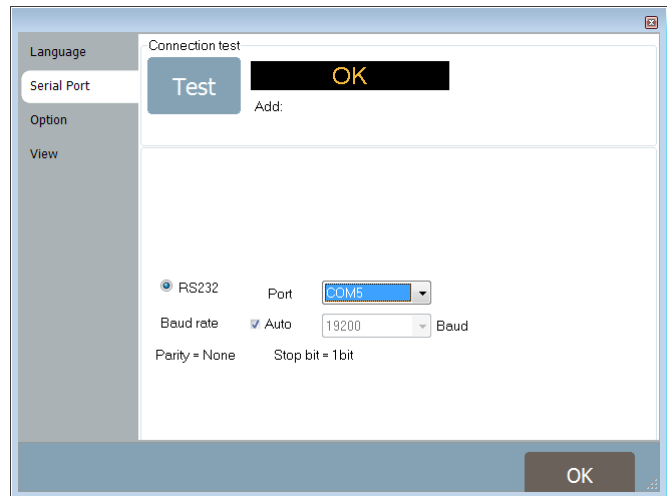 Language
Serial Port
Option
View
Connection test
Test
OK
Add:
RS232 Port COM5
Baud rate Auto 19200 Baud
Parity = None Stop bit = 1bit
OK